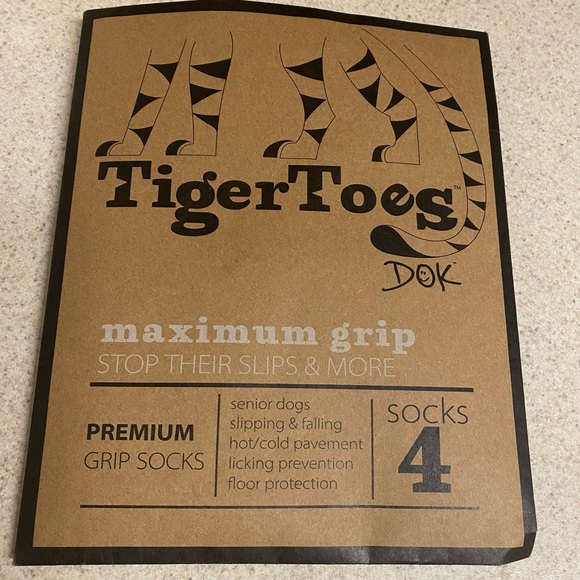 TigerToes™
DOK™
maximum grip
STOP THEIR SLIPS & MORE
PREMIUM
GRIP SOCKS
senior dogs
slipping & falling
hot/cold pavement
licking prevention
floor protection
SOCKS
4